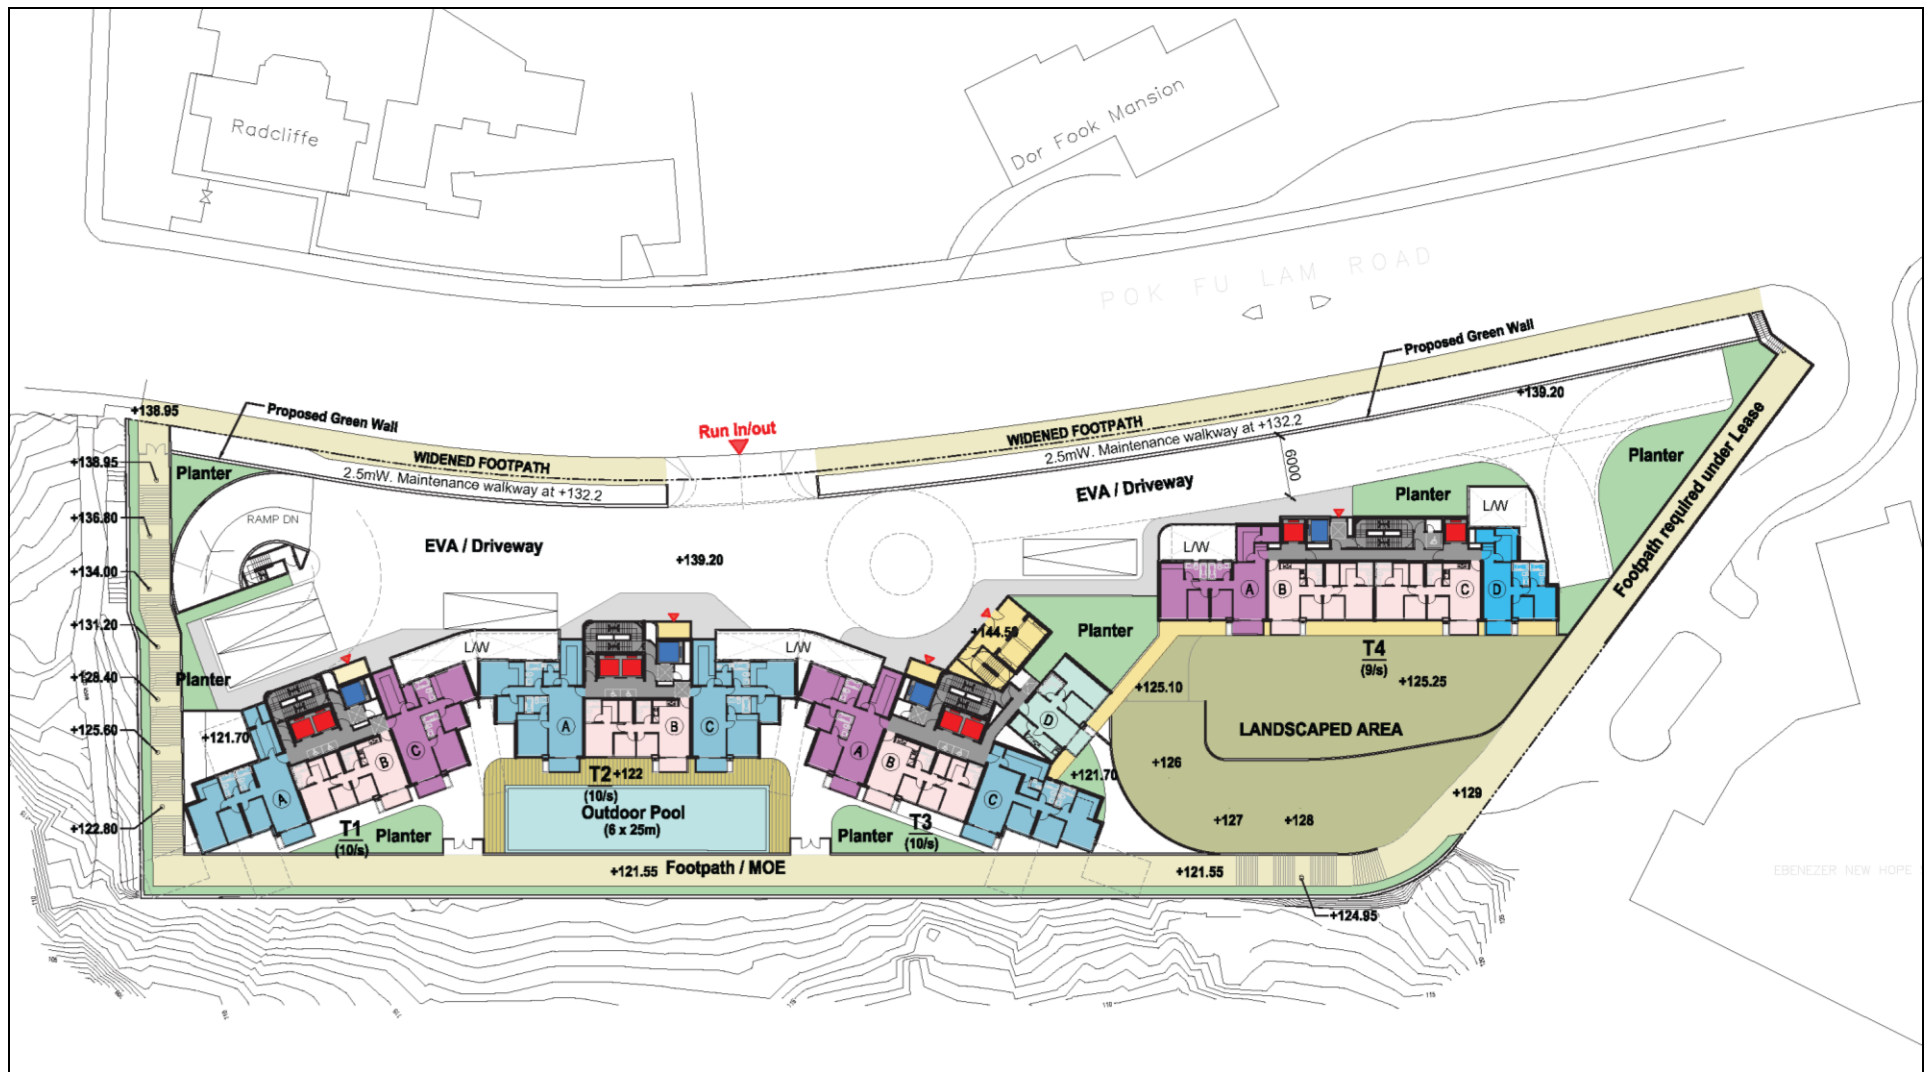 Radcliffe
Dor Fook Mansion
POK FU LAM ROAD
Proposed Green Wall
+139.20
+138.95
Proposed Green Wall
Run In/out
WIDENED FOOTPATH
2.5mW. Maintenance walkway at +132.2
WIDENED FOOTPATH
2.5mW. Maintenance walkway at +132.2
6000
Footpath required under Lease
Planter
+138.95
Planter
EVA / Driveway
Planter
L/W
+136.80
RAMP DN
EVA / Driveway
+139.20
L/W
+134.00
A
B
C
D
+131.20
L/W
L/W
+144.50
Planter
T4
(9/s)
+128.40
Planter
+125.10
+125.25
+125.60
+121.70
C
B
A
A
B
C
A
B
C
D
LANDSCAPED AREA
+126
+121.70
T2
+122
(10/s)
Outdoor Pool
(6 x 25m)
+129
+122.80
T1
(10/s)
Planter
Planter
T3
(10/s)
+127
+128
+121.55
Footpath / MOE
+121.55
+124.95
EBENEZER NEW HOPE
115
110